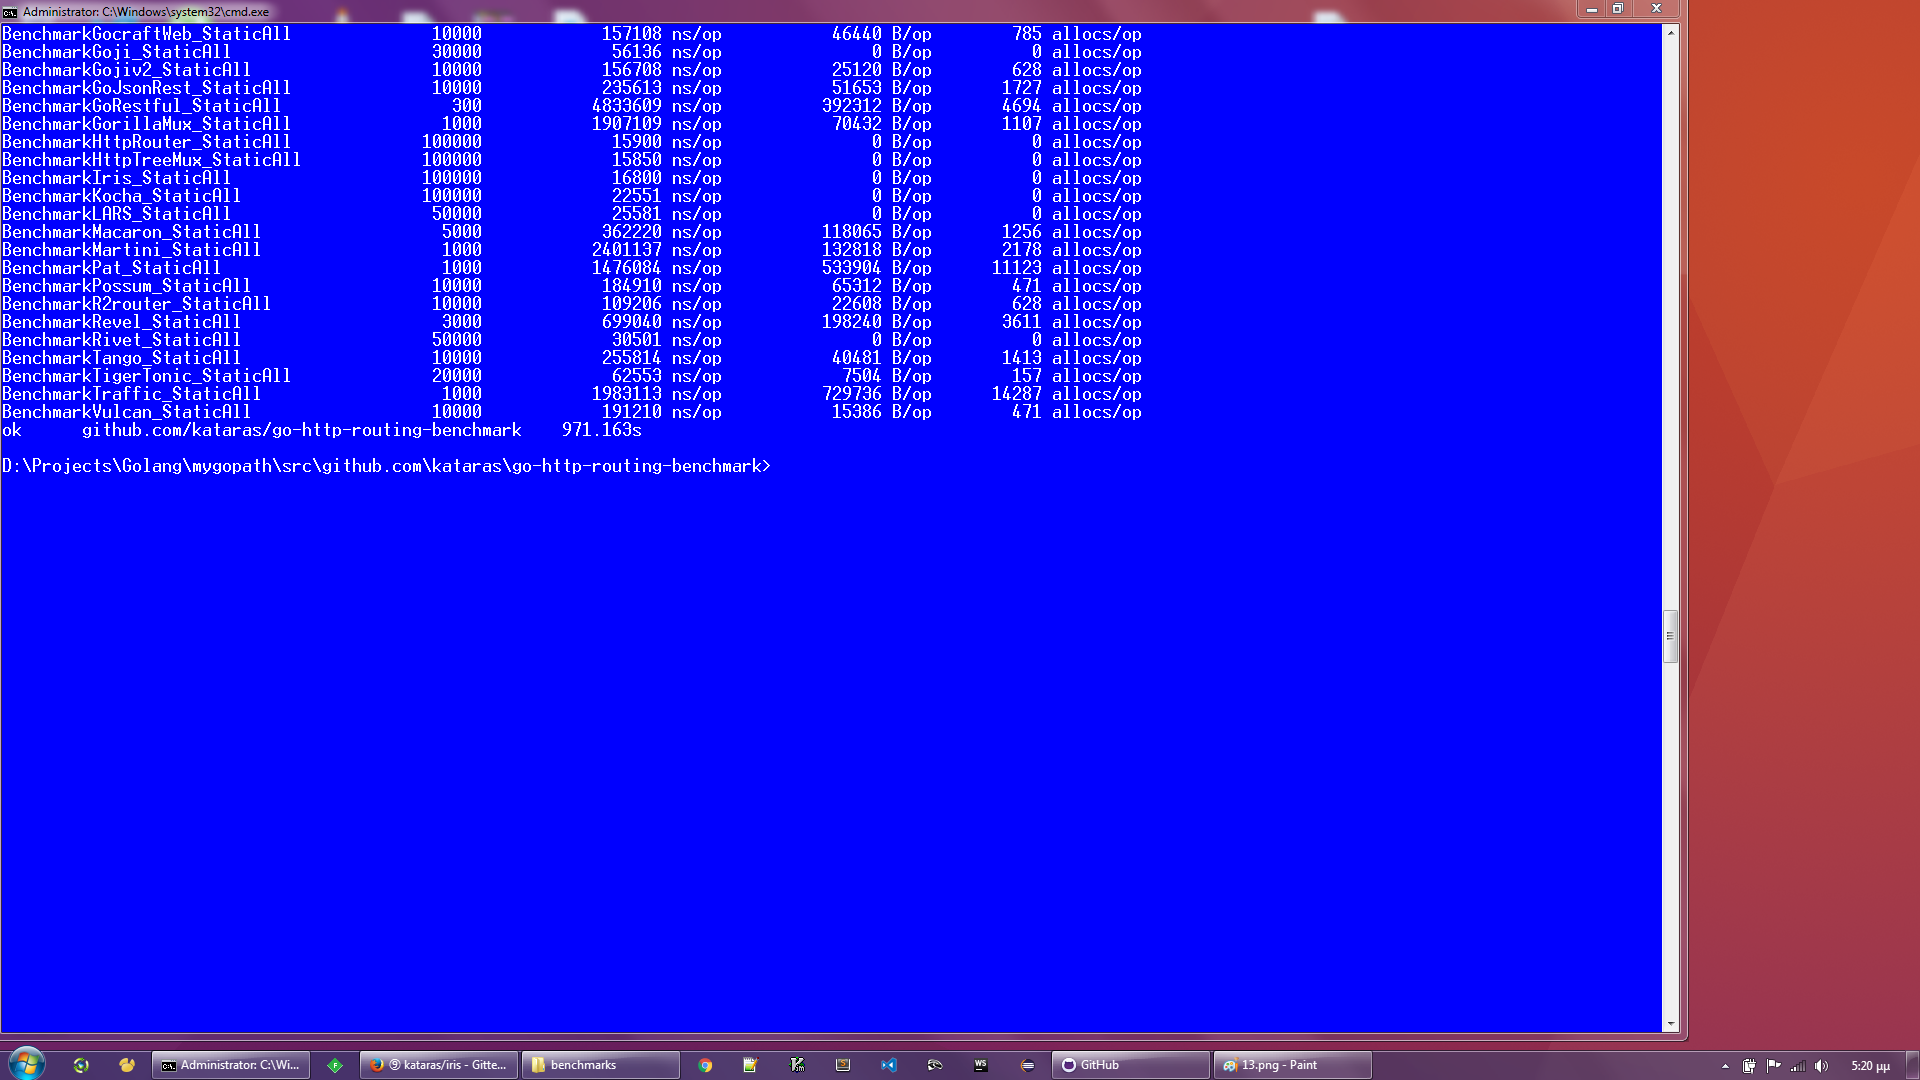 Administrator: C:\Windows\system32\cmd.exe
BenchmarkGocraftWeb_StaticAll 10000 157108 ns/op 46440 B/op 785 allocs/op
BenchmarkGoji_StaticAll 30000 56136 ns/op 0 B/op 0 allocs/op
BenchmarkGojiv2_StaticAll 10000 156708 ns/op 25120 B/op 628 allocs/op
BenchmarkGoJsonRest_StaticAll 10000 235613 ns/op 51653 B/op 1727 allocs/op
BenchmarkGoRestful_StaticAll 300 4833609 ns/op 392312 B/op 4694 allocs/op
BenchmarkGorillaMux_StaticAll 1000 1907109 ns/op 70432 B/op 1107 allocs/op
BenchmarkHttpRouter_StaticAll 100000 15900 ns/op 0 B/op 0 allocs/op
BenchmarkHttpTreeMux_StaticAll 100000 15850 ns/op 0 B/op 0 allocs/op
BenchmarkIris_StaticAll 100000 16800 ns/op 0 B/op 0 allocs/op
BenchmarkKocha_StaticAll 100000 22551 ns/op 0 B/op 0 allocs/op
BenchmarkLARS_StaticAll 50000 25581 ns/op 0 B/op 0 allocs/op
BenchmarkMacaron_StaticAll 5000 362220 ns/op 118065 B/op 1256 allocs/op
BenchmarkMartini_StaticAll 1000 2401137 ns/op 132818 B/op 2178 allocs/op
BenchmarkPat_StaticAll 1000 1476084 ns/op 533904 B/op 11123 allocs/op
BenchmarkPossum_StaticAll 10000 184910 ns/op 65312 B/op 471 allocs/op
BenchmarkR2router_StaticAll 10000 109206 ns/op 22608 B/op 628 allocs/op
BenchmarkRevel_StaticAll 3000 699040 ns/op 198240 B/op 3611 allocs/op
BenchmarkRivet_StaticAll 50000 30501 ns/op 0 B/op 0 allocs/op
BenchmarkTango_StaticAll 10000 255814 ns/op 40481 B/op 1413 allocs/op
BenchmarkTigerTonic_StaticAll 20000 62553 ns/op 7504 B/op 157 allocs/op
BenchmarkTraffic_StaticAll 1000 1983113 ns/op 729736 B/op 14287 allocs/op
BenchmarkVulcan_StaticAll 10000 191210 ns/op 15386 B/op 471 allocs/op
ok github.com/kataras/go-http-routing-benchmark 971.163s
D:\Projects\Golang\mygopath\src\github.com\kataras\go-http-routing-benchmark>
Administrator: C:\Wi... ⑨ kataras/iris - Gitte... benchmarks WS GitHub 13.png - Paint 5:20 μμ